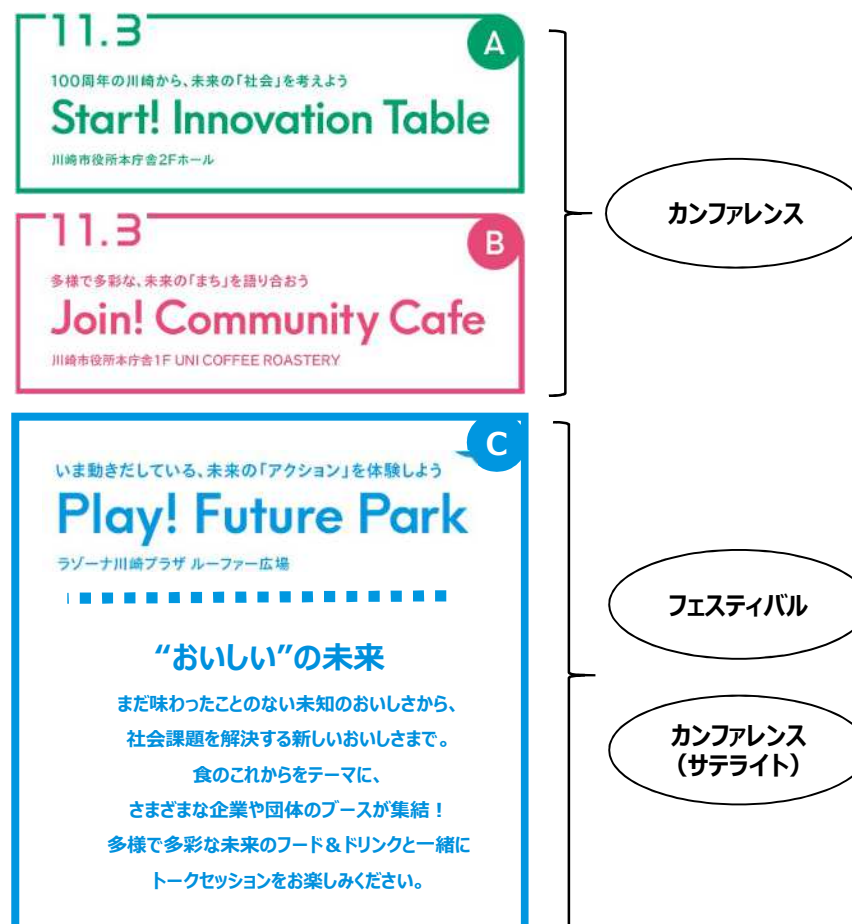 11.3
A
100周年の川崎から、未来の「社会」を考えよう
Start! Innovation Table
川崎市役所本庁舎2Fホール
カンファレンス
11.3
B
多様で多彩な、未来の「まち」を語り合おう
Join! Community Cafe
川崎市役所本庁舎1F UNI COFFEE ROASTERY
C
いま動きだしている、未来の「アクション」を体験しよう
Play! Future Park
ラゾーナ川崎プラザ ルーファー広場
フェスティバル
“おいしい”の未来
まだ味わったことのない未知のおいしさから、
社会課題を解決する新しいおいしさまで。
食のこれからをテーマに、
さまざまな企業や団体のブースが集結！
多様で多彩な未来のフード＆ドリンクと一緒に
トークセッションをお楽しみください。
カンファレンス
（サテライト）